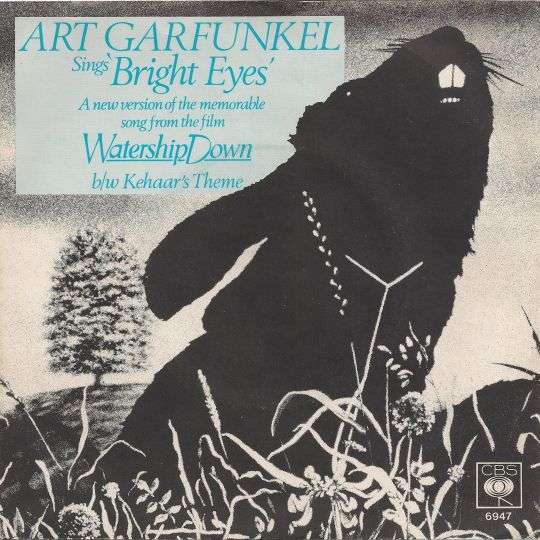 ART GARFUNKEL
Sings 'Bright Eyes'
A new version of the memorable
song from the film
Watership Down
b/w Kehaar's Theme
CBS
6947